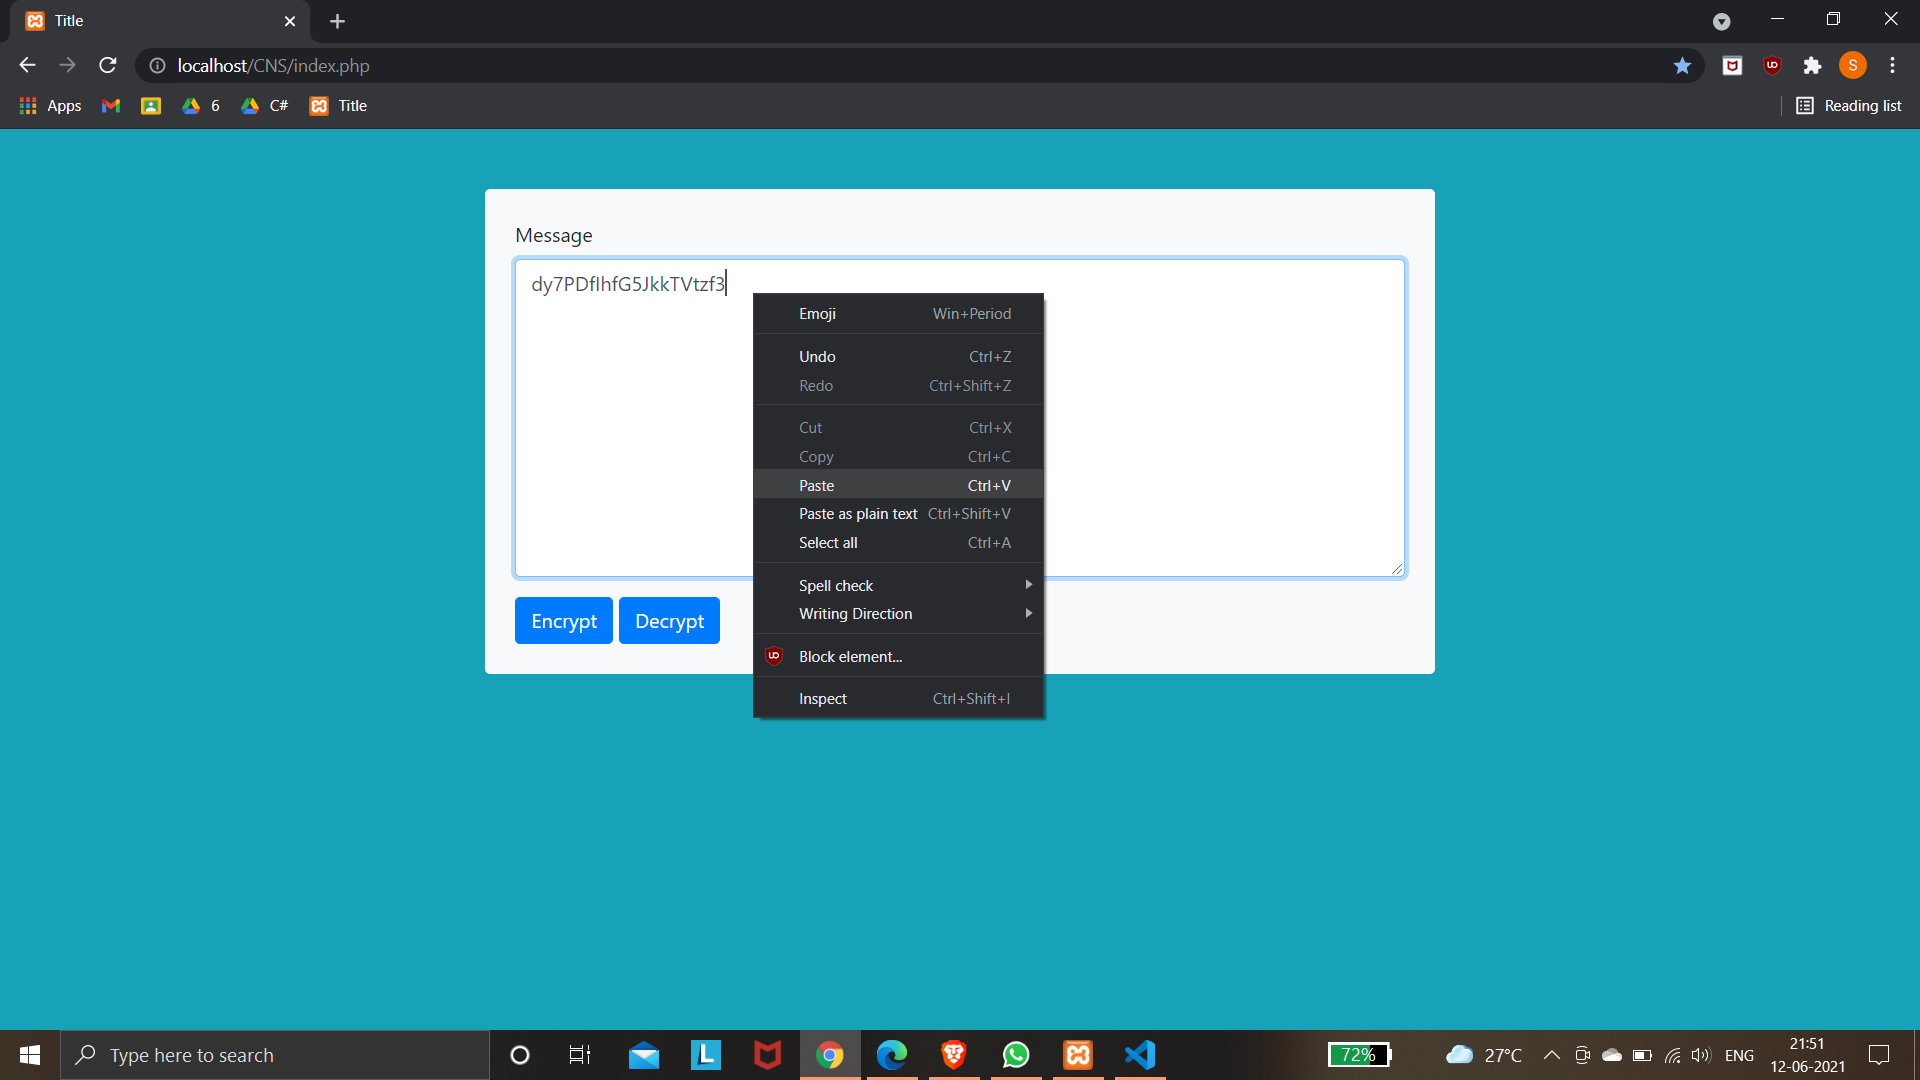 Title
localhost/CNS/index.php
Apps
6
C#
Title
Reading list
Message
dy7PDfIhfG5JkkTVtzf3
Emoji Win+Period
Undo Ctrl+Z
Redo Ctrl+Shift+Z
Cut Ctrl+X
Copy Ctrl+C
Paste Ctrl+V
Paste as plain text Ctrl+Shift+V
Select all Ctrl+A
Spell check
Writing Direction
Block element...
Inspect Ctrl+Shift+I
Encrypt
Decrypt
Type here to search
72%
27°C
ENG
21:51
12-06-2021
S